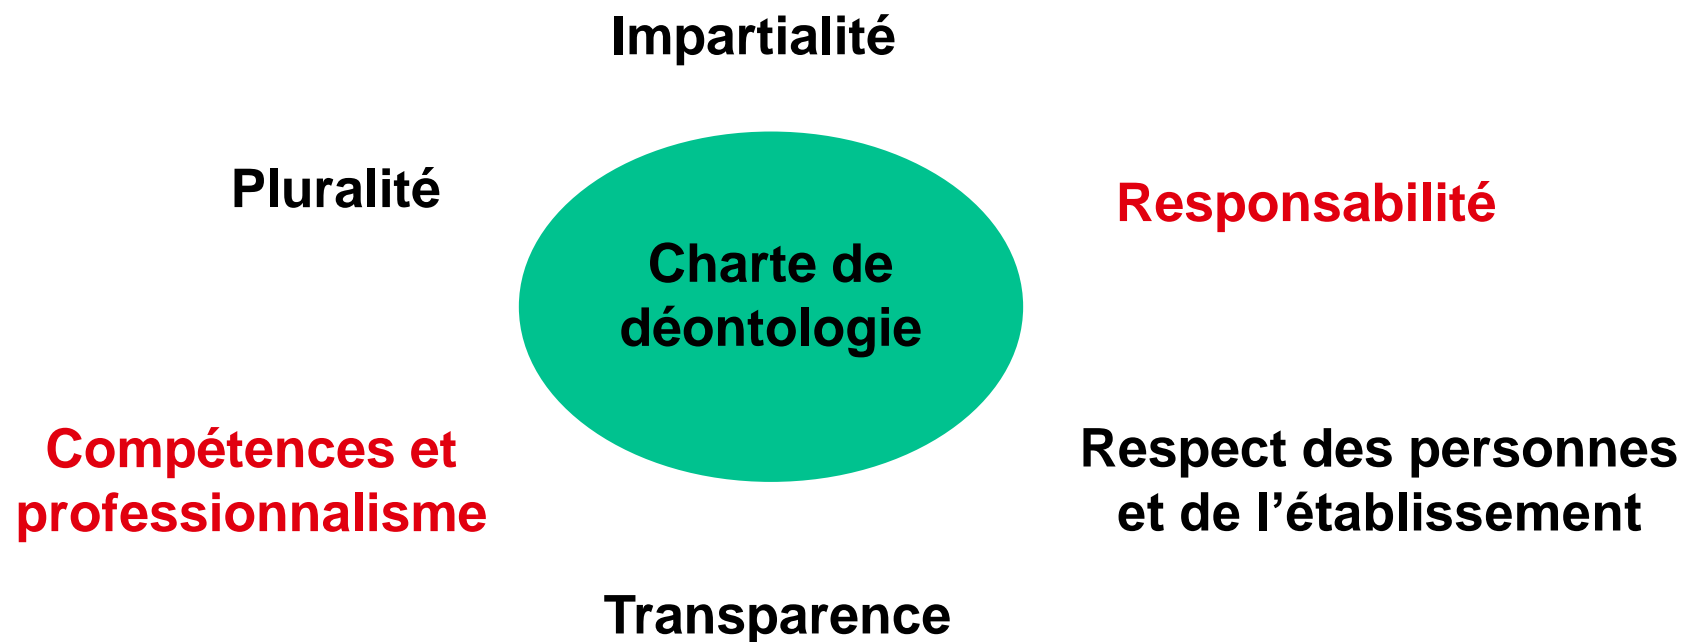 Impartialité
Pluralité
Responsabilité
Charte de
déontologie
Compétences et
professionnalisme
Respect des personnes
et de l’établissement
Transparence